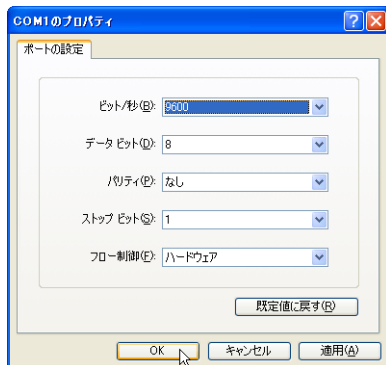 COM1のプロパティ
ポートの設定
ビット/秒(B): 9600
データ ビット(D): 8
パリティ(P): なし
ストップ ビット(S): 1
フロー制御(F): ハードウェア
既定値に戻す(R)
OK キャンセル 適用(A)